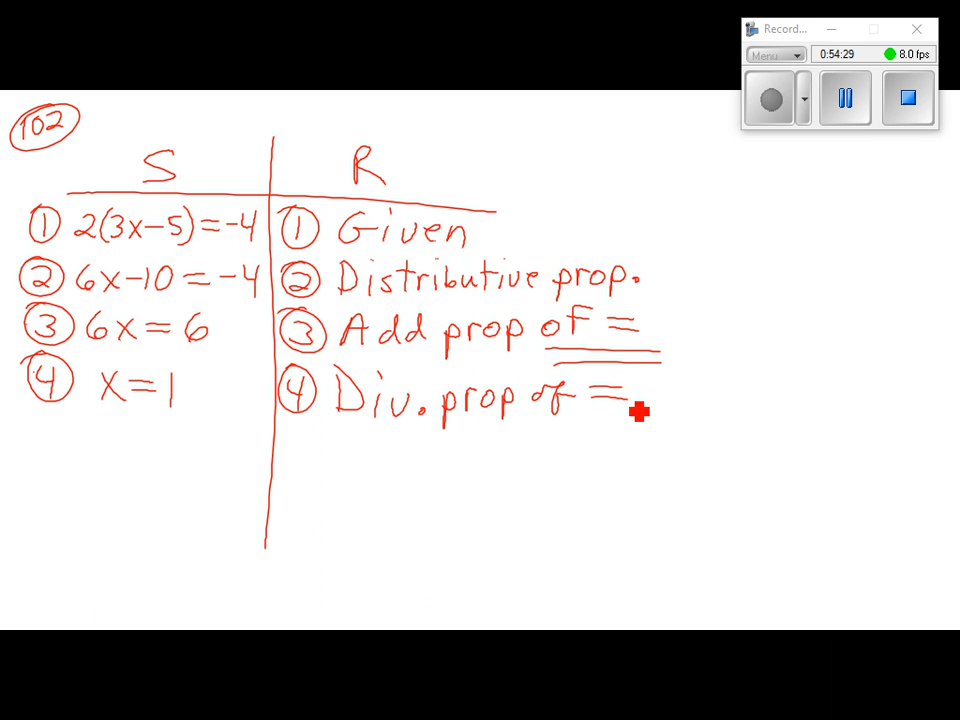 Record...
Menu
0:54:29
8.0 fps
102
S R
① 2(3x-5)=-4 ① Given
② 6x-10=-4 ② Distributive prop.
③ 6x=6 ③ Add prop of =
④ x=1 ④ Div. prop of =